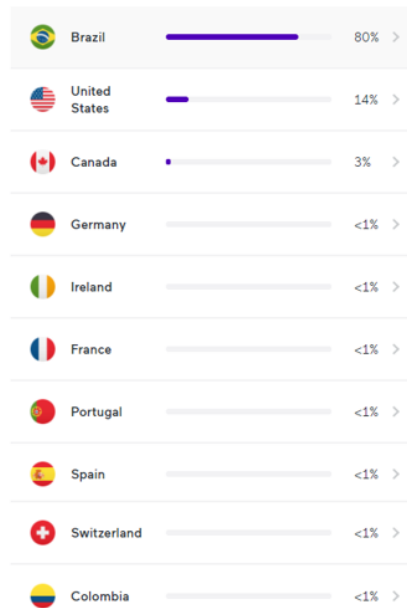 Brazil 80%
United
States 14%
Canada 3%
Germany <1%
Ireland <1%
France <1%
Portugal <1%
Spain <1%
Switzerland <1%
Colombia <1%